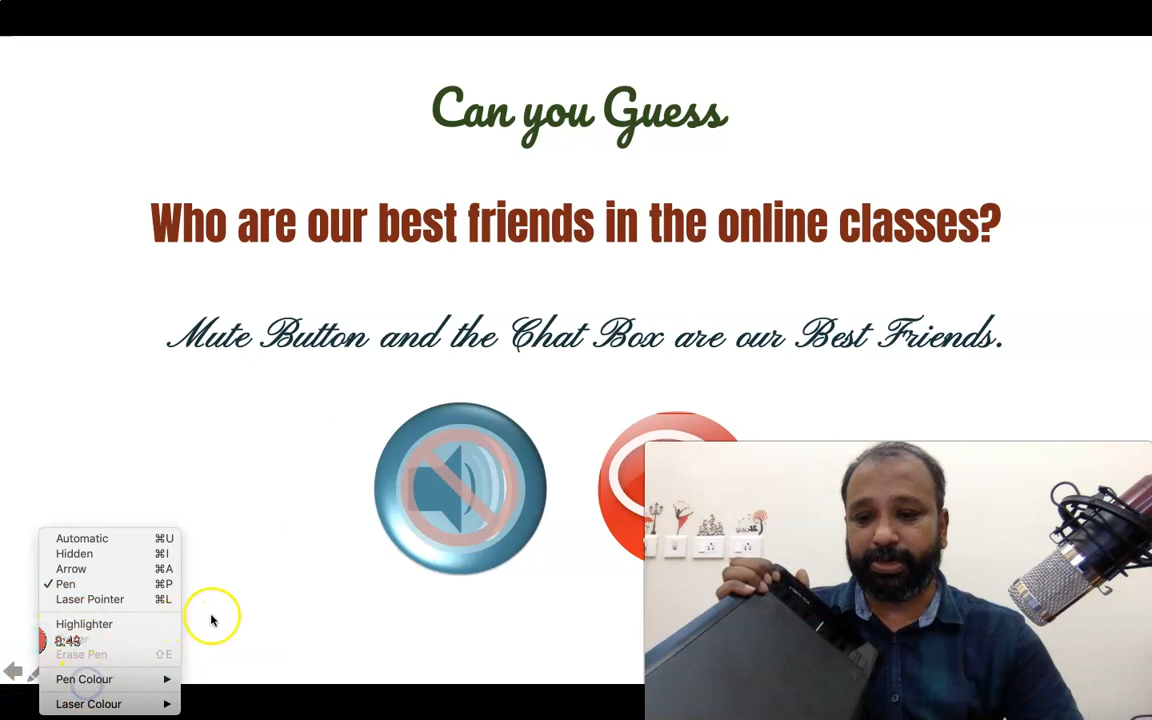 Can you Guess
Who are our best friends in the online classes?
Mute Button and the Chat Box are our Best Friends.
Automatic ⌘U
Hidden ⌘I
Arrow ⌘A
✓ Pen ⌘P
Laser Pointer ⌘L
Highlighter
Erase Pen ⇧E
Pen Colour
Laser Colour